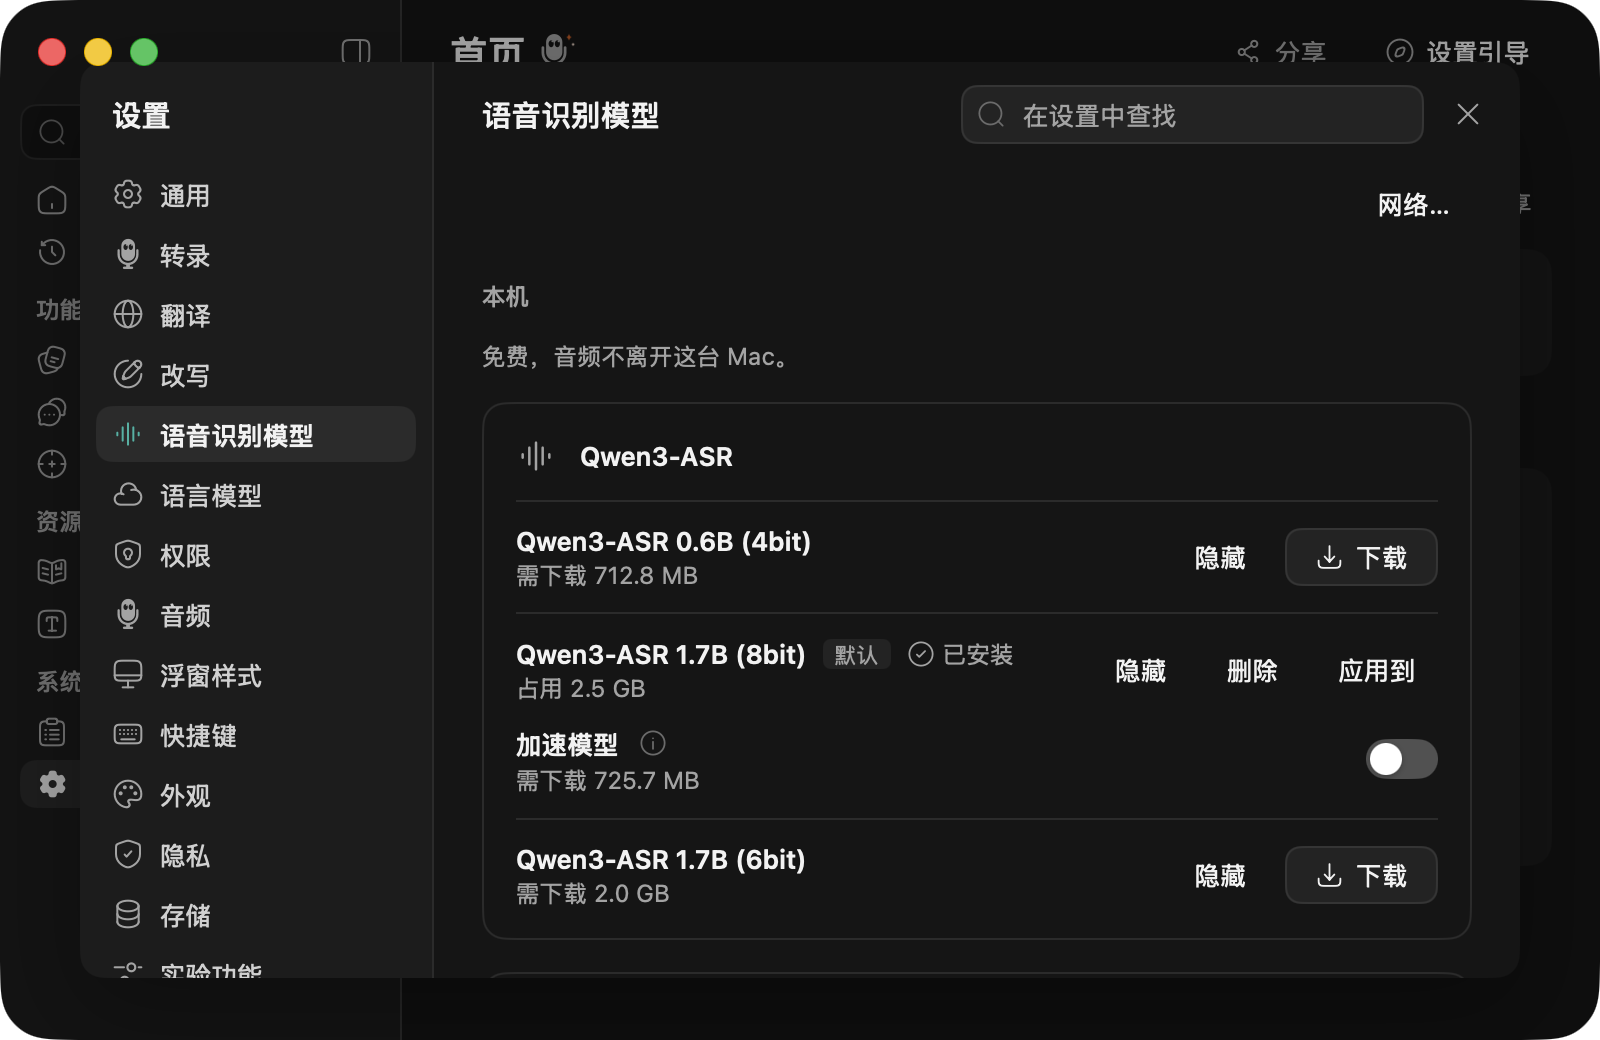 首页
分享
设置引导
功能
资源
系统
设置
通用
转录
翻译
改写
语音识别模型
语言模型
权限
音频
浮窗样式
快捷键
外观
隐私
存储
实验功能
语音识别模型
在设置中查找
网络...
享
本机
免费，音频不离开这台 Mac。
Qwen3-ASR
Qwen3-ASR 0.6B (4bit)
需下载 712.8 MB
隐藏
下载
Qwen3-ASR 1.7B (8bit) 默认 已安装
占用 2.5 GB
隐藏
删除
应用到
加速模型
需下载 725.7 MB
Qwen3-ASR 1.7B (6bit)
需下载 2.0 GB
隐藏
下载